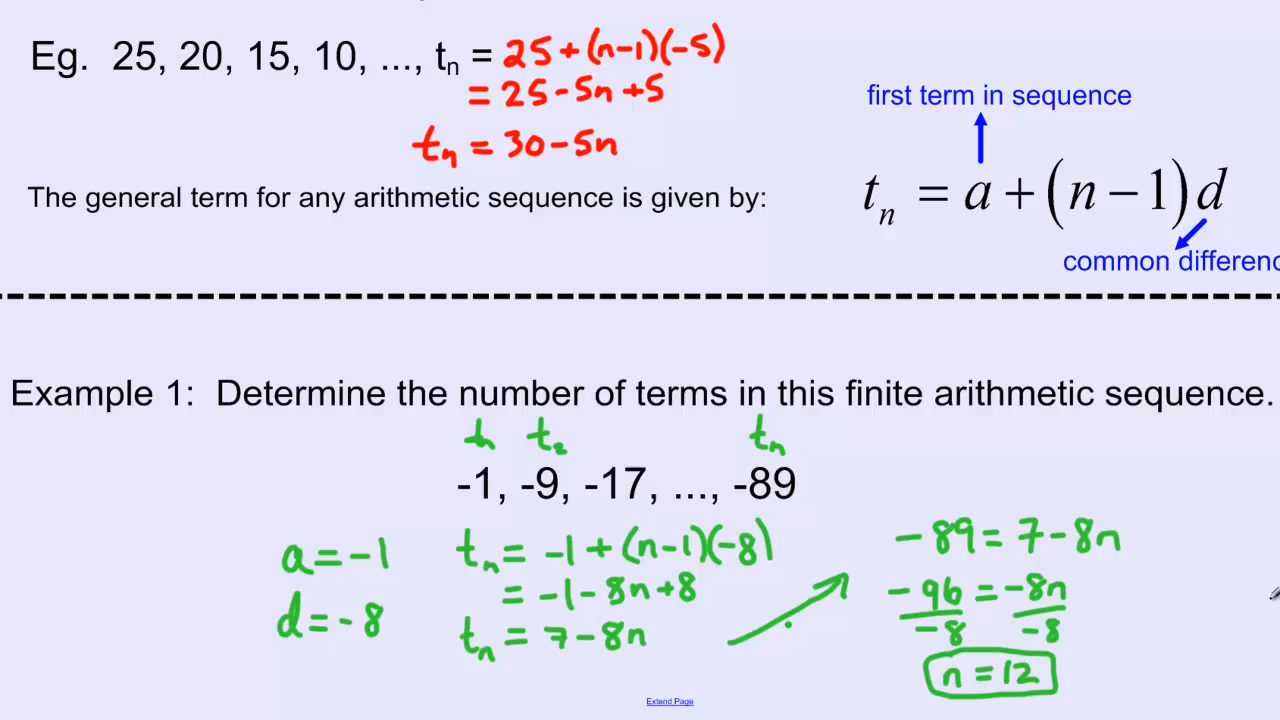 Eg. 25, 20, 15, 10, ..., tₙ = 25 + (n-1)(-5)
= 25 - 5n + 5
tₙ = 30 - 5n
first term in sequence
The general term for any arithmetic sequence is given by:
tₙ = a + (n − 1) d
common differenc
Example 1: Determine the number of terms in this finite arithmetic sequence.
t₂ tₙ
-1, -9, -17, ..., -89
a = -1
d = -8
tₙ = -1 + (n-1)(-8)
= -1 - 8n + 8
tₙ = 7 - 8n
-89 = 7 - 8n
-96 = -8n
-8 -8
n = 12
Extend Page